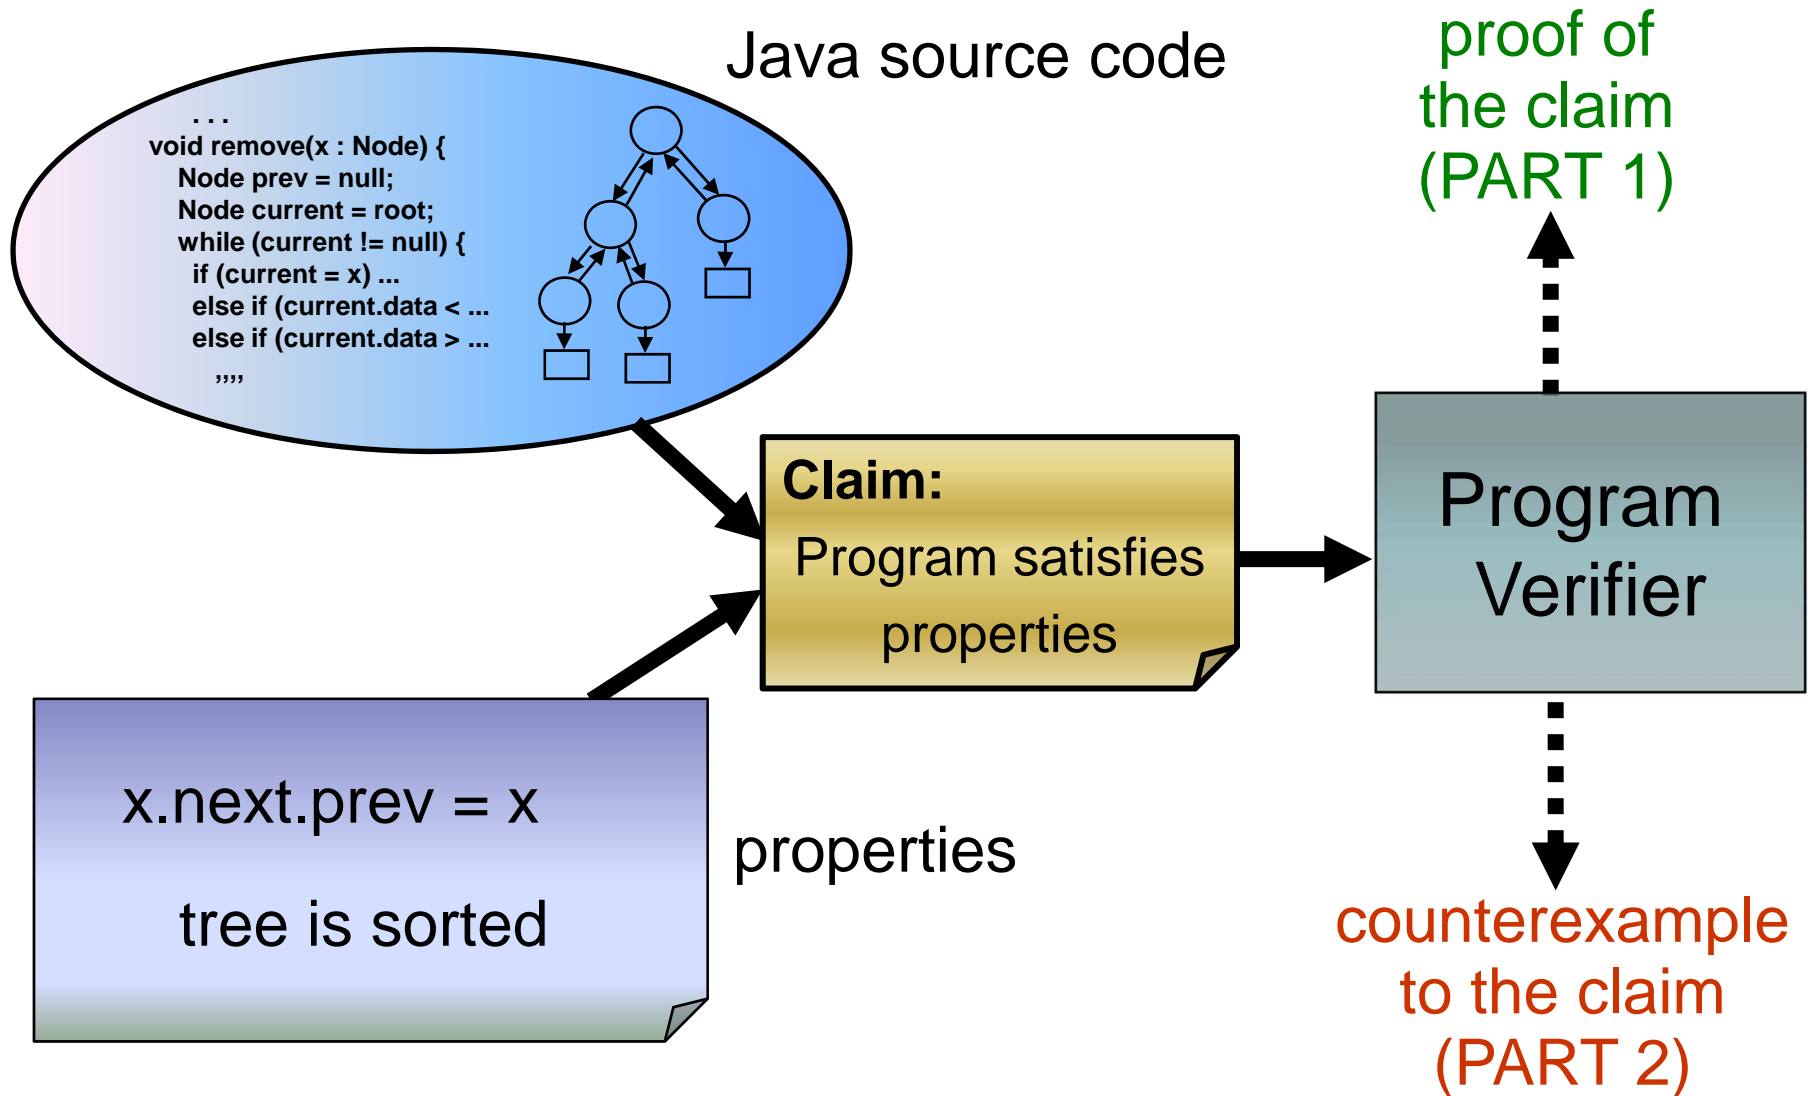 Java source code
. . .
void remove(x : Node) {
Node prev = null;
Node current = root;
while (current != null) {
if (current = x) ...
else if (current.data < ...
else if (current.data > ...
,,,,
proof of
the claim
(PART 1)
Claim:
Program satisfies
properties
Program
Verifier
x.next.prev = x
tree is sorted
properties
counterexample
to the claim
(PART 2)